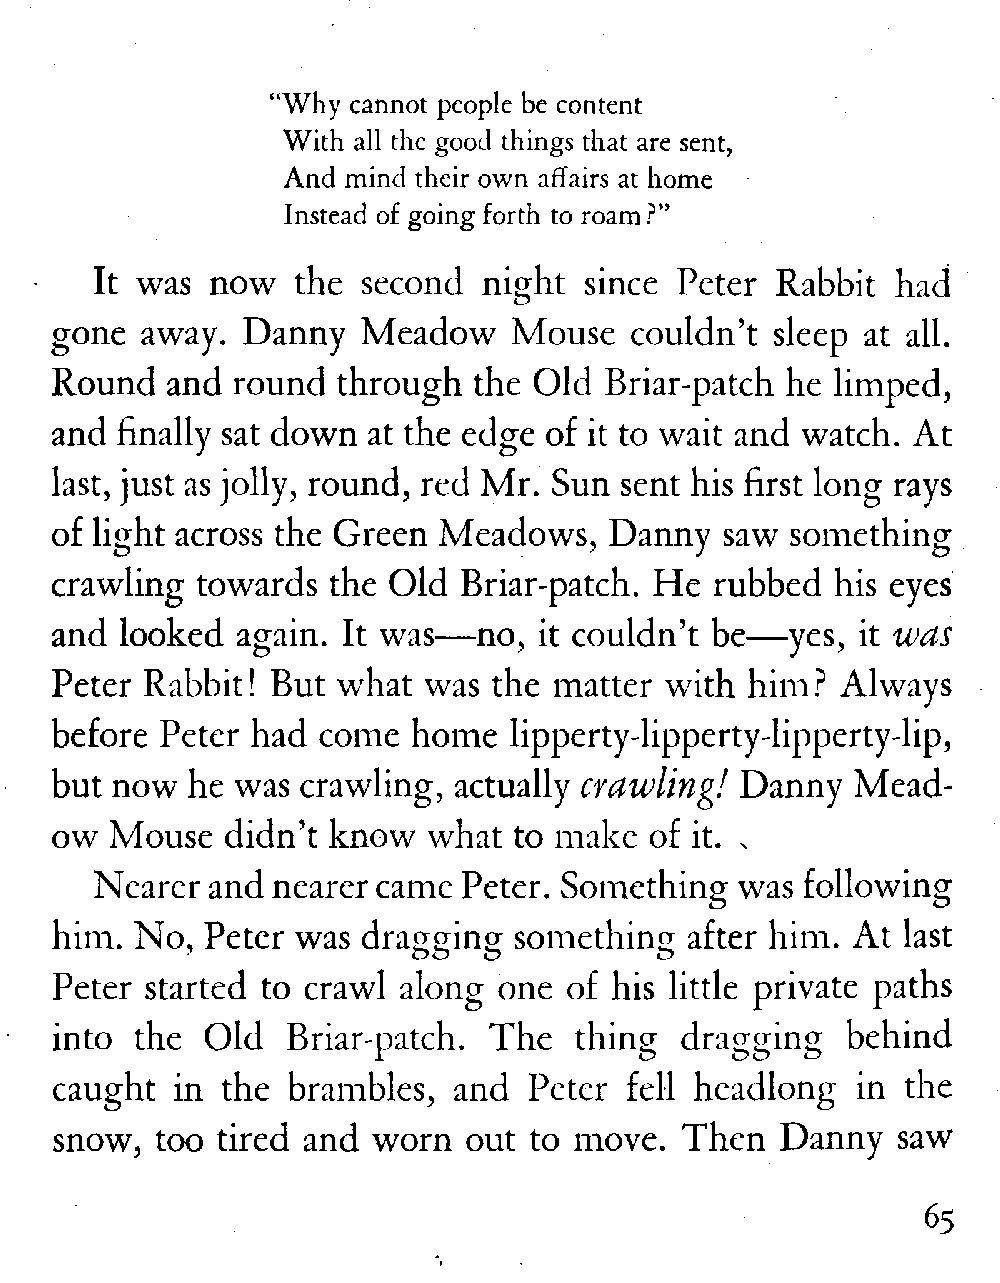 “Why cannot people be content
With all the good things that are sent,
And mind their own affairs at home
Instead of going forth to roam?”
It was now the second night since Peter Rabbit had
gone away. Danny Meadow Mouse couldn’t sleep at all.
Round and round through the Old Briar-patch he limped,
and finally sat down at the edge of it to wait and watch. At
last, just as jolly, round, red Mr. Sun sent his first long rays
of light across the Green Meadows, Danny saw something
crawling towards the Old Briar-patch. He rubbed his eyes
and looked again. It was—no, it couldn’t be—yes, it was
Peter Rabbit! But what was the matter with him? Always
before Peter had come home lipperty-lipperty-lipperty-lip,
but now he was crawling, actually crawling! Danny Mead-
ow Mouse didn’t know what to make of it.
Nearer and nearer came Peter. Something was following
him. No, Peter was dragging something after him. At last
Peter started to crawl along one of his little private paths
into the Old Briar-patch. The thing dragging behind
caught in the brambles, and Peter fell headlong in the
snow, too tired and worn out to move. Then Danny saw
65